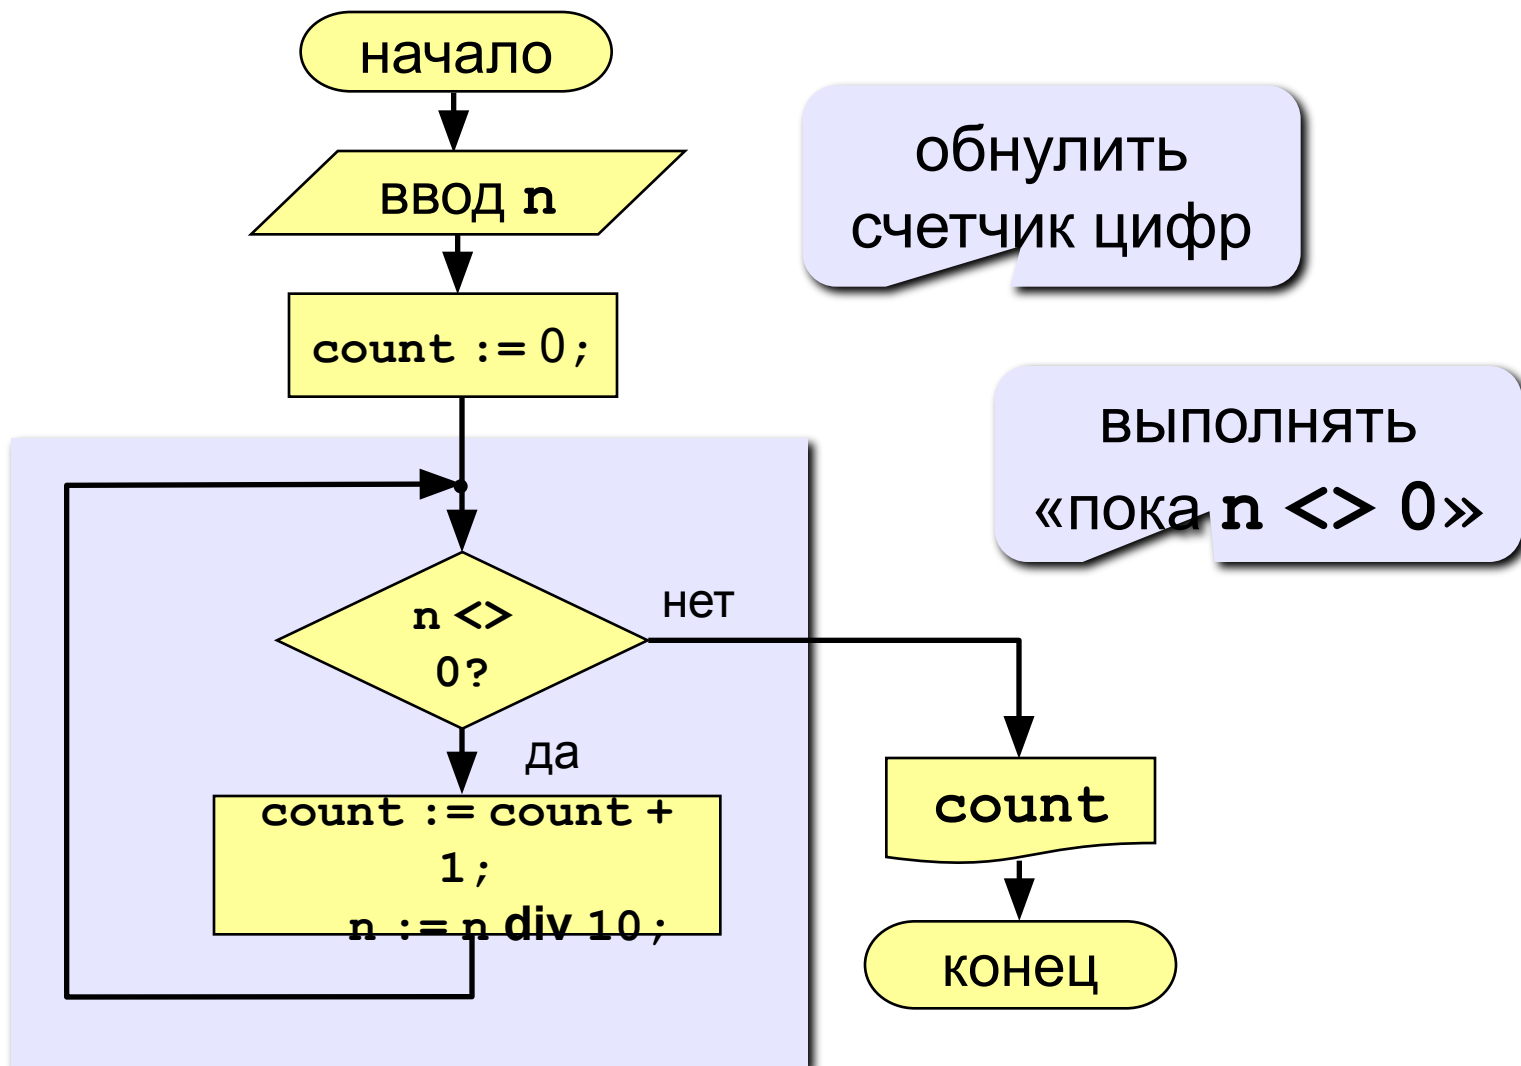 начало
ввод n
count := 0;
обнулить
счетчик цифр
выполнять
«пока n <> 0»
n <>
0?
нет
да
count := count +
1;
n := n div 10;
count
конец